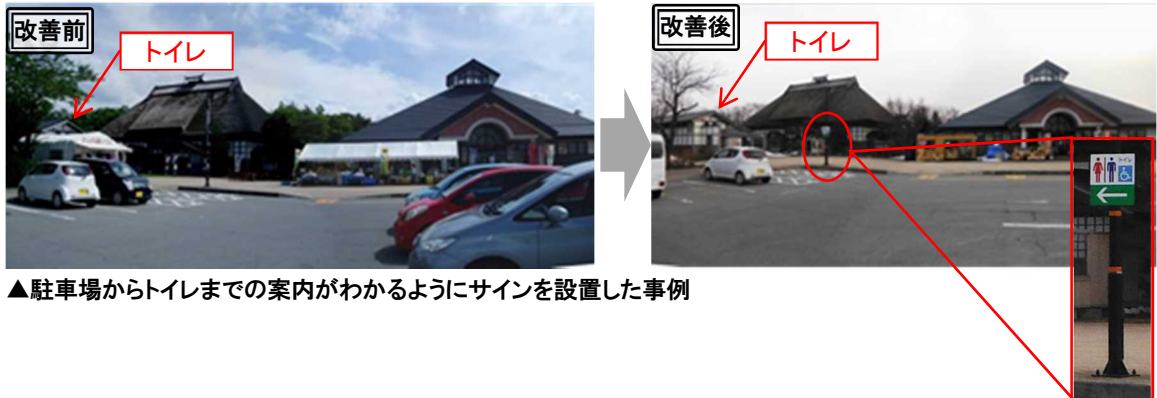 改善前
トイレ
改善後
トイレ
トイレ
▲駐車場からトイレまでの案内がわかるようにサインを設置した事例